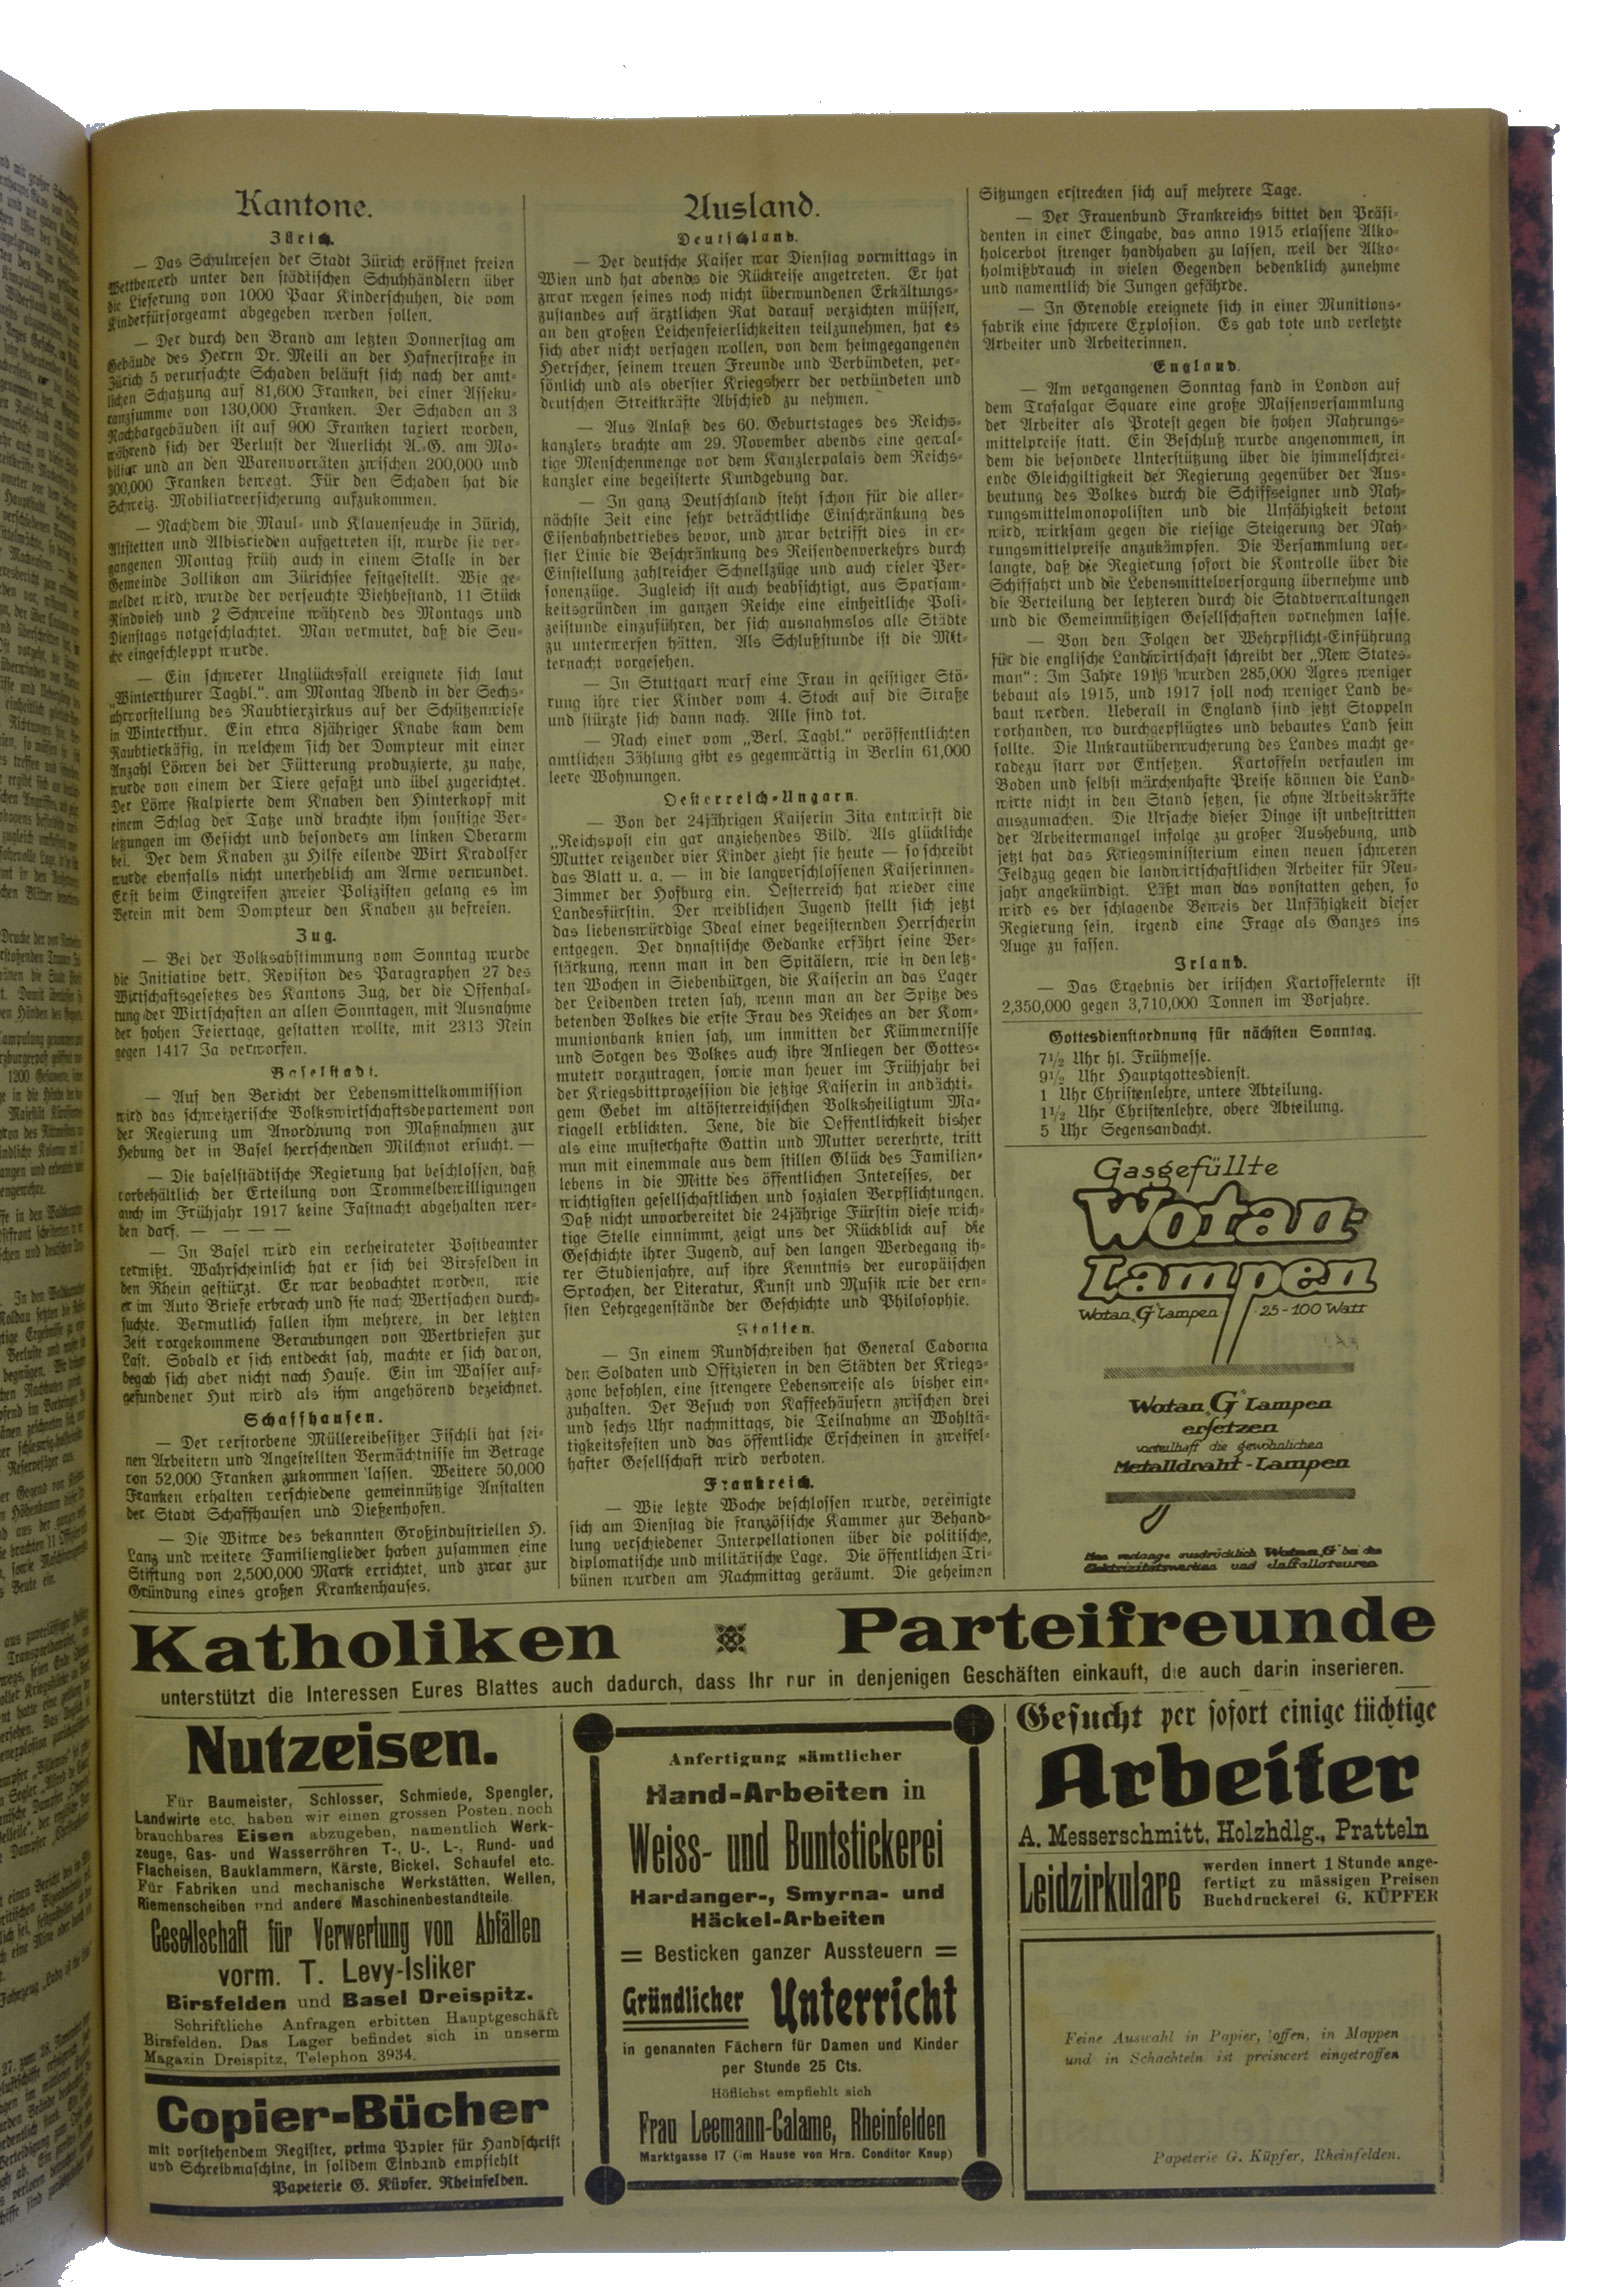 Kantone.
Zürich.
— Das Schulwesen der Stadt Zürich eröffnet freien
Wettbewerb unter den städtischen Schuhhändlern über
die Lieferung von 1000 Paar Kinderschuhen, die vom
Kinderfürsorgeamt abgegeben werden sollen.
— Der durch den Brand am letzten Donnerstag am
Gebäude des Herrn Dr. Meili an der Hafnerstraße in
Zürich 5 verursachte Schaden beläuft sich nach der amt-
lichen Schatzung auf 81,600 Franken, bei einer Asseku-
ranzsumme von 130,000 Franken. Der Schaden an 3
Nachbargebäuden ist auf 900 Franken taxiert worden,
während sich der Verlust der Auerlicht A.-G. am Mo-
biliar und an den Warenvorräten zwischen 200,000 und
300,000 Franken bewegt. Für den Schaden hat die
Schweiz. Mobiliarversicherung aufzukommen.
— Nachdem die Maul- und Klauenseuche in Zürich,
Altstetten und Albisrieden aufgetreten ist, wurde sie ver-
gangenen Montag früh auch in einem Stalle in der
Gemeinde Zollikon am Zürichsee festgestellt. Wie ge-
meldet wird, wurde der verseuchte Viehbestand, 11 Stück
Rindvieh und 2 Schweine während des Montags und
Dienstags notgeschlachtet. Man vermutet, daß die Seu-
che eingeschleppt wurde.
— Ein schwerer Unglücksfall ereignete sich laut
„Winterthurer Tagbl.“. am Montag Abend in der Sechs-
uhrvorstellung des Raubtierzirkus auf der Schützenwiese
in Winterthur. Ein etwa 8jähriger Knabe kam dem
Raubtierkäfig, in welchem sich der Dompteur mit einer
Anzahl Löwen bei der Fütterung produzierte, zu nahe,
wurde von einem der Tiere gefaßt und übel zugerichtet.
Der Löwe skalpierte dem Knaben den Hinterkopf mit
einem Schlag der Tatze und brachte ihm sonstige Ver-
letzungen im Gesicht und besonders am linken Oberarm
bei. Der dem Knaben zu Hilfe eilende Wirt Kradolfer
wurde ebenfalls nicht unerheblich am Arme verwundet.
Erst beim Eingreifen zweier Polizisten gelang es im
Verein mit dem Dompteur den Knaben zu befreien.
Zug.
— Bei der Volksabstimmung vom Sonntag wurde
die Initiative betr. Revision des Paragraphen 27 des
Wirtschaftsgesetzes des Kantons Zug, der die Offenhal-
tung der Wirtschaften an allen Sonntagen, mit Ausnahme
der hohen Feiertage, gestatten wollte, mit 2313 Nein
gegen 1417 Ja verworfen.
Baselstadt.
— Auf den Bericht der Lebensmittelkommission
wird das schweizerische Volkswirtschaftsdepartement von
der Regierung um Anordnung von Maßnahmen zur
Hebung der in Basel herrschenden Milchnot ersucht. —
— Die baselstädtische Regierung hat beschlossen, daß
vorbehältlich der Erteilung von Trommelbewilligungen
auch im Frühjahr 1917 keine Fastnacht abgehalten wer-
den darf. — — —
— In Basel wird ein verheirateter Postbeamter
vermißt. Wahrscheinlich hat er sich bei Birsfelden in
den Rhein gestürzt. Er war beobachtet worden, wie
er im Auto Briefe erbrach und sie nach Wertsachen durch-
suchte. Vermutlich fallen ihm mehrere, in der letzten
Zeit vorgekommene Beraubungen von Wertbriefen zur
Last. Sobald er sich entdeckt sah, machte er sich davon,
begab sich aber nicht nach Hause. Ein im Wasser auf-
gefundener Hut wird als ihm angehörend bezeichnet.
Schaffhausen.
— Der verstorbene Müllereibesitzer Fischli hat sei-
nen Arbeitern und Angestellten Vermächtnisse im Betrage
von 52,000 Franken zukommen lassen. Weitere 50,000
Franken erhalten verschiedene gemeinnützige Anstalten
der Stadt Schaffhausen und Dießenhofen.
— Die Witwe des bekannten Großindustriellen H.
Lanz und weitere Familienglieder haben zusammen eine
Stiftung von 2,500,000 Mark errichtet, und zwar zur
Gründung eines großen Krankenhauses.
Ausland.
Deutschland.
— Der deutsche Kaiser war Dienstag vormittags in
Wien und hat abends die Rückreise angetreten. Er hat
zwar wegen seines noch nicht überwundenen Erkältungs-
zustandes auf ärztlichen Rat darauf verzichten müssen,
an den großen Leichenfeierlichkeiten teilzunehmen, hat es
sich aber nicht versagen wollen, von dem heimgegangenen
Herrscher, seinem treuen Freunde und Verbündeten, per-
sönlich und als oberster Kriegsherr der verbündeten und
deutschen Streitkräfte Abschied zu nehmen.
— Aus Anlaß des 60. Geburtstages des Reichs-
kanzlers brachte am 29. November abends eine gewal-
tige Menschenmenge vor dem Kanzlerpalais dem Reichs-
kanzler eine begeisterte Kundgebung dar.
— In ganz Deutschland steht schon für die aller-
nächste Zeit eine sehr beträchtliche Einschränkung des
Eisenbahnbetriebes bevor, und zwar betrifft dies in er-
ster Linie die Beschränkung des Reisendenverkehrs durch
Einstellung zahlreicher Schnellzüge und auch vieler Per-
sonenzüge. Zugleich ist auch beabsichtigt, aus Sparsam-
keitsgründen im ganzen Reiche eine einheitliche Poli-
zeistunde einzuführen, der sich ausnahmslos alle Städte
zu unterwerfen hätten. Als Schlußstunde ist die Mit-
ternacht vorgesehen.
— In Stuttgart warf eine Frau in geistiger Stö-
rung ihre vier Kinder vom 4. Stock auf die Straße
und stürzte sich dann nach. Alle sind tot.
— Nach einer vom „Berl. Tagbl.“ veröffentlichten
amtlichen Zählung gibt es gegenwärtig in Berlin 61,000
leere Wohnungen.
Oesterreich-Ungarn.
— Von der 24jährigen Kaiserin Zita entwirft die
„Reichspost ein gar anziehendes Bild. Als glückliche
Mutter reizender vier Kinder zieht sie heute — so schreibt
das Blatt u. a. — in die langverschlossenen Kaiserinnen-
Zimmer der Hofburg ein. Oesterreich hat wieder eine
Landesfürstin. Der weiblichen Jugend stellt sich jetzt
das liebenswürdige Ideal einer begeisternden Herrscherin
entgegen. Der dynastische Gedanke erfährt seine Ver-
stärkung, wenn man in den Spitälern, wie in den letz-
ten Wochen in Siebenbürgen, die Kaiserin an das Lager
der Leidenden treten sah, wenn man an der Spitze des
betenden Volkes die erste Frau des Reiches an der Kom-
munionbank knien sah, um inmitten der Kümmernisse
und Sorgen des Volkes auch ihre Anliegen der Gottes-
mutetr vorzutragen, sowie man heuer im Frühjahr bei
der Kriegsbittprozession die jetzige Kaiserin in andächti-
gem Gebet im altösterreichischen Volksheiligtum Ma-
riagell erblickten. Jene, die die Oeffentlichkeit bisher
als eine musterhafte Gattin und Mutter vererhrte, tritt
nun mit einemmale aus dem stillen Glück des Familien-
lebens in die Mitte des öffentlichen Interesses, der
wichtigsten gesellschaftlichen und sozialen Verpflichtungen.
Daß nicht unvorbereitet die 24jährige Fürstin diese wich-
tige Stelle einnimmt, zeigt uns der Rückblick auf die
Geschichte ihrer Jugend, auf den langen Werdegang ih-
rer Studienjahre, auf ihre Kenntnis der europäischen
Sprachen, der Literatur, Kunst und Musik wie der ern-
sten Lehrgegenstände der Geschichte und Philosophie.
Italien.
— In einem Rundschreiben hat General Cadorna
den Soldaten und Offizieren in den Städten der Kriegs-
zone befohlen, eine strengere Lebensweise als bisher ein-
zuhalten. Der Besuch von Kaffeehäusern zwischen drei
und sechs Uhr nachmittags, die Teilnahme an Wohltä-
tigkeitsfesten und das öffentliche Erscheinen in zweifel-
hafter Gesellschaft wird verboten.
Frankreich.
— Wie letzte Woche beschlossen wurde, vereinigte
sich am Dienstag die französische Kammer zur Behand-
lung verschiedener Interpellationen über die politische,
diplomatische und militärische Lage. Die öffentlichen Tri-
bünen wurden am Nachmittag geräumt. Die geheimen
Sitzungen erstrecken sich auf mehrere Tage.
— Der Frauenbund Frankreichs bittet den Präsi-
denten in einer Eingabe, das anno 1915 erlassene Alko-
holverbot strenger handhaben zu lassen, weil der Alko-
holmißbrauch in vielen Gegenden bedenklich zunehme
und namentlich die Jungen gefährde.
— In Grenoble ereignete sich in einer Munitions-
fabrik eine schwere Explosion. Es gab tote und verletzte
Arbeiter und Arbeiterinnen.
England.
— Am vergangenen Sonntag fand in London auf
dem Trafalgar Square eine große Massenversammlung
der Arbeiter als Protest gegen die hohen Nahrungs-
mittelpreise statt. Ein Beschluß wurde angenommen, in
dem die besondere Unterstützung über die himmelschrei-
ende Gleichgiltigkeit der Regierung gegenüber der Aus-
beutung des Volkes durch die Schiffseigner und Nah-
rungsmittelmonopolisten und die Unfähigkeit betont
wird, wirksam gegen die riesige Steigerung der Nah-
rungsmittelpreise anzukämpfen. Die Versammlung ver-
langte, daß die Regierung sofort die Kontrolle über die
Schiffahrt und die Lebensmittelversorgung übernehme und
die Verteilung der letzteren durch die Stadtverwaltungen
und die Gemeinnützigen Gesellschaften vornehmen lasse.
— Von den Folgen der Wehrpflicht-Einführung
für die englische Landwirtschaft schreibt der „New States-
man“: Im Jahre 1916 wurden 285,000 Agres weniger
bebaut als 1915, und 1917 soll noch weniger Land be-
baut werden. Ueberall in England sind jetzt Stoppeln
vorhanden, wo durchgepflügtes und bebautes Land sein
sollte. Die Unkrautüberwucherung des Landes macht ge-
radezu starr vor Entsetzen. Kartoffeln verfaulen im
Boden und selbst märchenhafte Preise können die Land-
wirte nicht in den Stand setzen, sie ohne Arbeitskräfte
auszumachen. Die Ursache dieser Dinge ist unbestritten
der Arbeitermangel infolge zu großer Aushebung, und
jetzt hat das Kriegsministerium einen neuen schweren
Feldzug gegen die landwirtschaftlichen Arbeiter für Neu-
jahr angekündigt. Läßt man das vonstatten gehen, so
wird es der schlagende Beweis der Unfähigkeit dieser
Regierung sein, irgend eine Frage als Ganzes ins
Auge zu fassen.
Irland.
— Das Ergebnis der irischen Kartoffelernte ist
2,350,000 gegen 3,710,000 Tonnen im Vorjahre.
Gottesdienstordnung für nächsten Sonntag.
7½ Uhr hl. Frühmesse.
9½ Uhr Hauptgottesdienst.
1 Uhr Christenlehre, untere Abteilung.
1½ Uhr Christenlehre, obere Abteilung.
5 Uhr Segensandacht.
Gasgefüllte
Wotan-
Lampen
Wotan „G“ Lampen 25-100 Watt
Wotan „G“ Lampen
ersetzen
vorteilhaft die gewöhnlichen
Metalldraht-Lampen
Man verlange ausdrücklich Wotan „G“ bei den
Elektrizitätswerken und Installateuren
Katholiken Parteifreunde
unterstützt die Interessen Eures Blattes auch dadurch, dass Ihr nur in denjenigen Geschäften einkauft, die auch darin inserieren.
Nutzeisen.
Für Baumeister, Schlosser, Schmiede, Spengler,
Landwirte etc. haben wir einen grossen Posten noch
brauchbares Eisen abzugeben, namentlich Werk-
zeuge, Gas- und Wasserröhren T-, U-, L-, Rund- und
Flacheisen, Bauklammern, Kärste, Bickel, Schaufel etc.
Für Fabriken und mechanische Werkstätten, Wellen,
Riemenscheiben und andere Maschinenbestandteile.
Gesellschaft für Verwertung von Abfällen
vorm. T. Levy-Isliker
Birsfelden und Basel Dreispitz.
Schriftliche Anfragen erbitten Hauptgeschäft
Birsfelden. Das Lager befindet sich in unserm
Magazin Dreispitz, Telephon 3934.
Copier-Bücher
mit vorstehendem Register, prima Papier für Handschrift
und Schreibmaschine, in solidem Einband empfiehlt
Papeterie G. Küpfer, Rheinfelden.
Anfertigung sämtlicher
Hand-Arbeiten in
Weiss- und Buntstickerei
Hardanger-, Smyrna- und
Häckel-Arbeiten
= Besticken ganzer Aussteuern =
Gründlicher Unterricht
in genannten Fächern für Damen und Kinder
per Stunde 25 Cts.
Höflichst empfiehlt sich
Frau Leemann-Calame, Rheinfelden
Marktgasse 17 (im Hause von Hrn. Conditor Knup)
Gesucht per sofort einige tüchtige
Arbeiter
A. Messerschmitt, Holzhdlg., Pratteln
Leidzirkulare werden innert 1 Stunde ange-
fertigt zu mässigen Preisen
Buchdruckerei G. KÜPFER
Feine Auswahl in Papier, offen, in Mappen
und in Schachteln ist preiswert eingetroffen
Papeterie G. Küpfer, Rheinfelden.